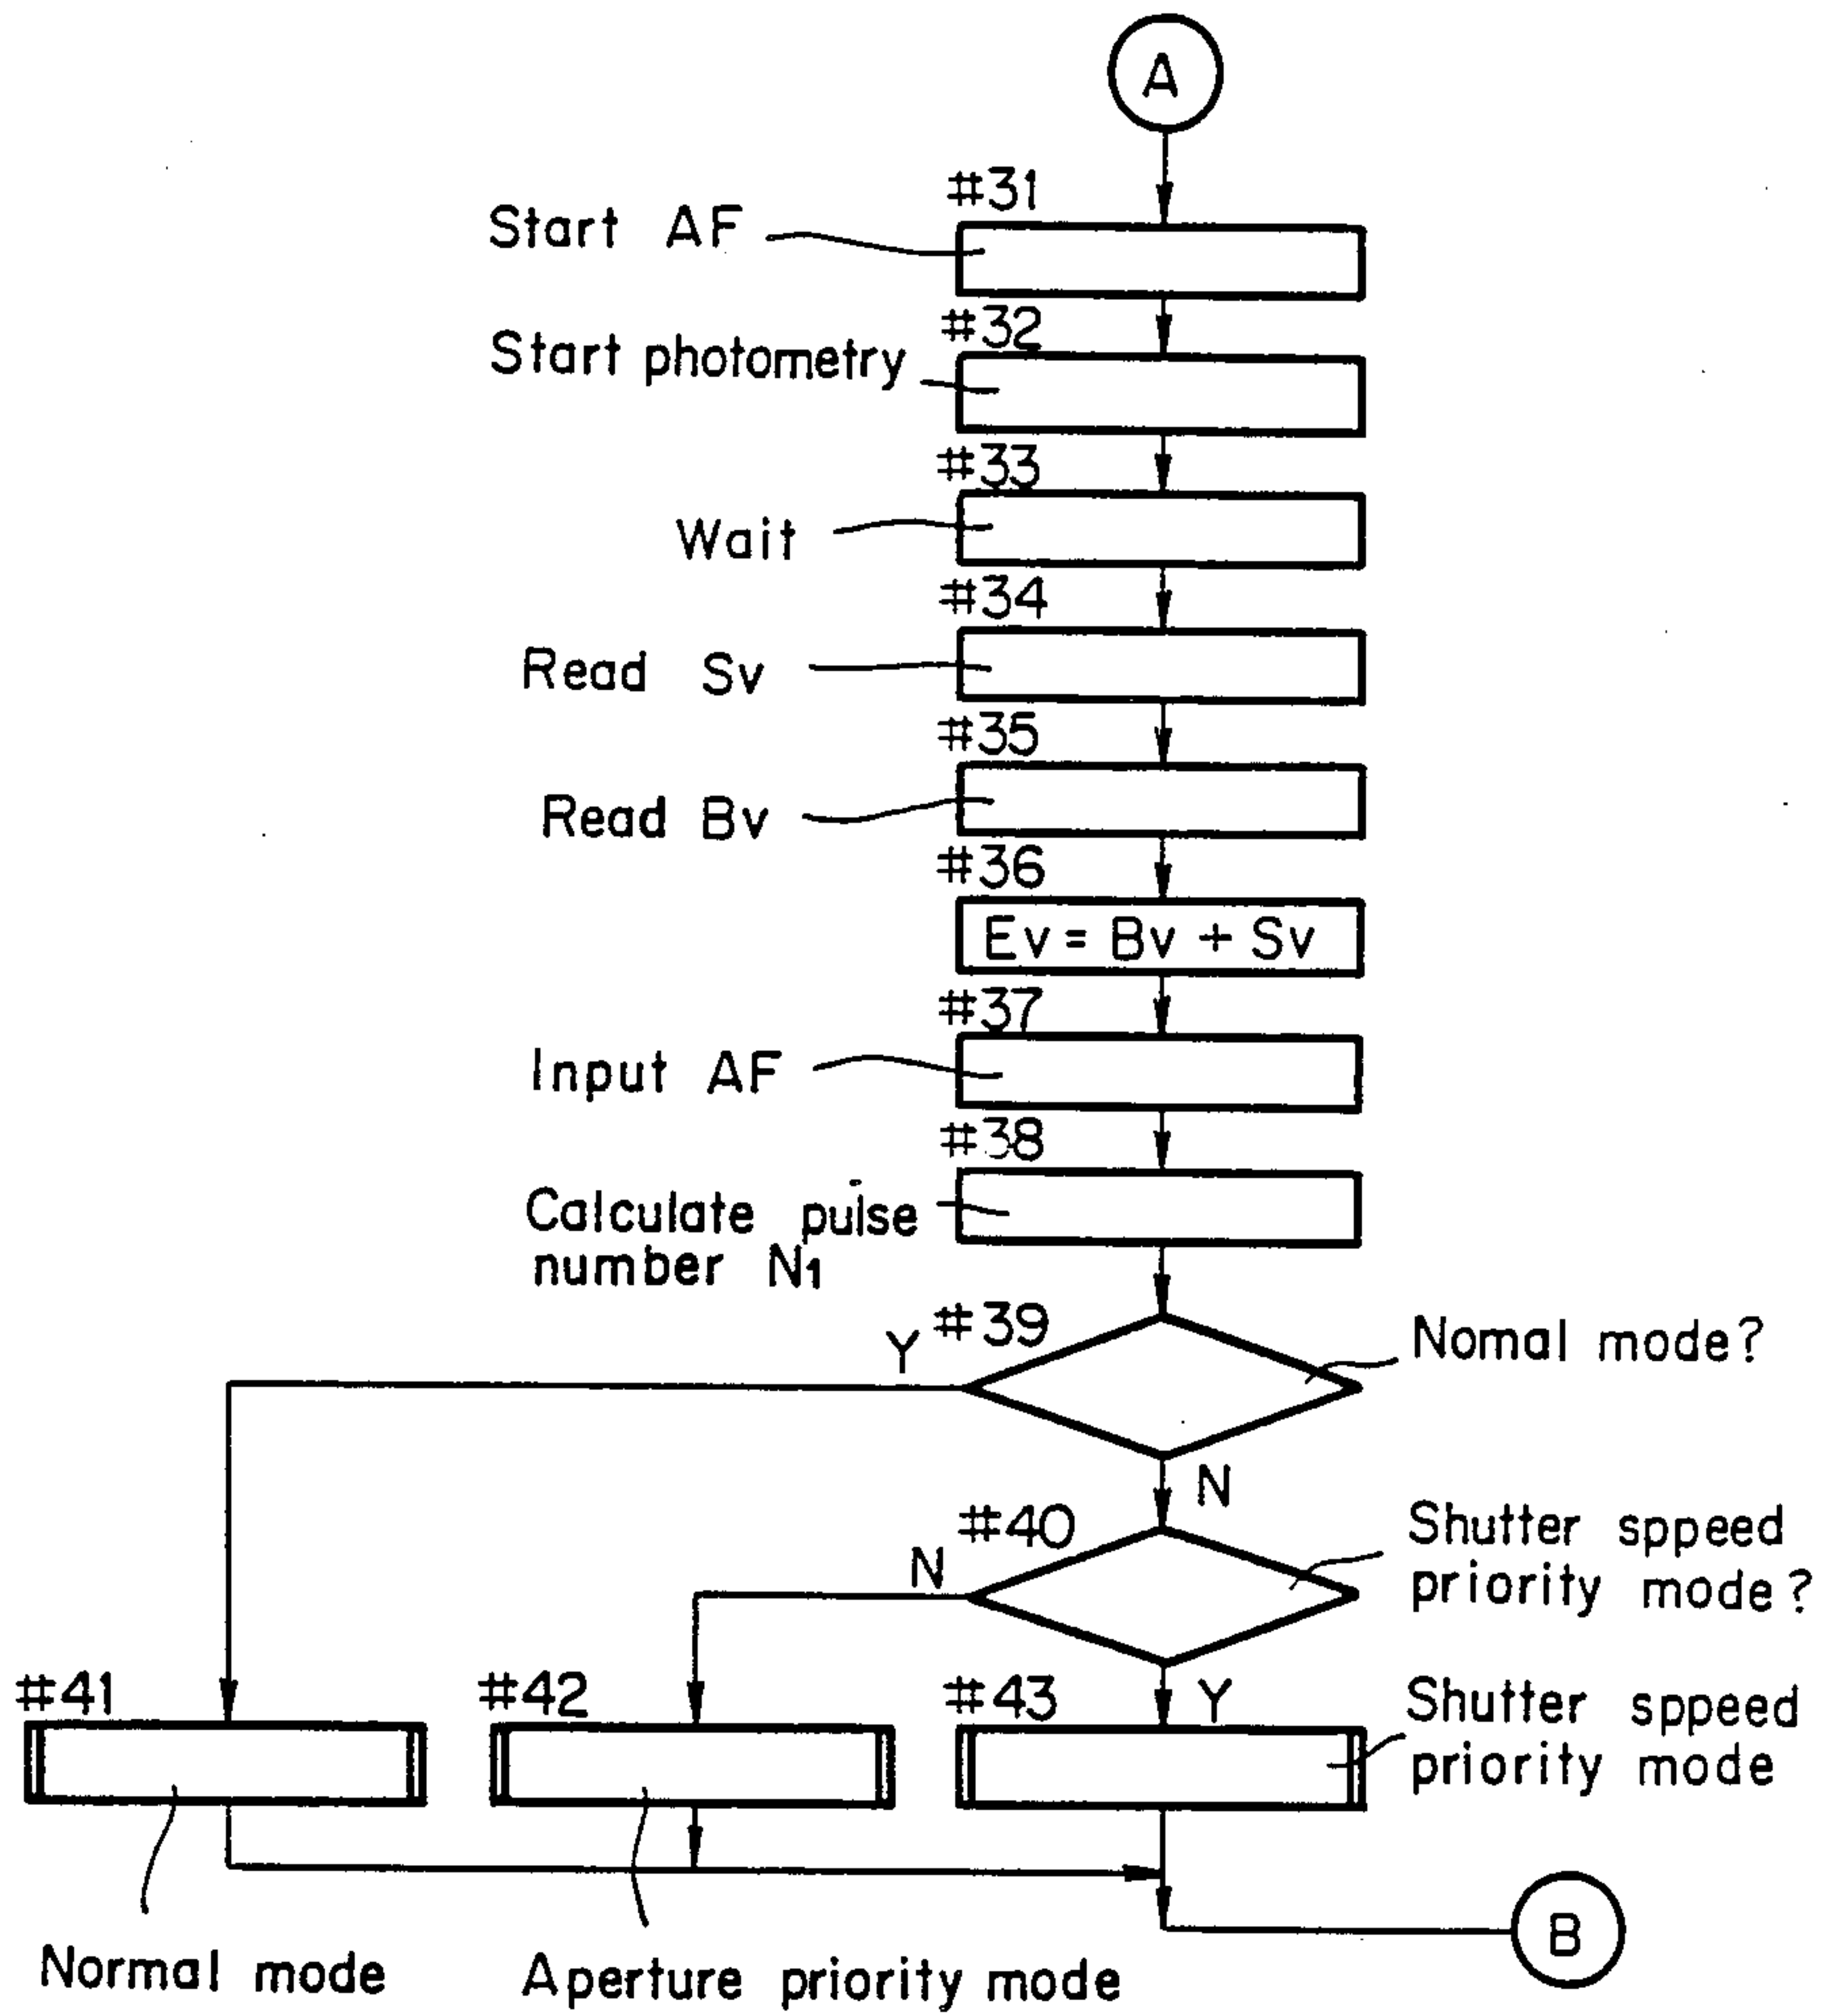 A
#31
Start AF
#32
Start photometry
#33
Wait
#34
Read Sv
#35
Read Bv
#36
Ev = Bv + Sv
#37
Input AF
#38
Calculate pulse
number N1
Y #39
Nomal mode?
N
#40
N
Shutter sppeed
priority mode?
#41
#42
#43
Y
Shutter sppeed
priority mode
Normal mode
Aperture priority mode
B